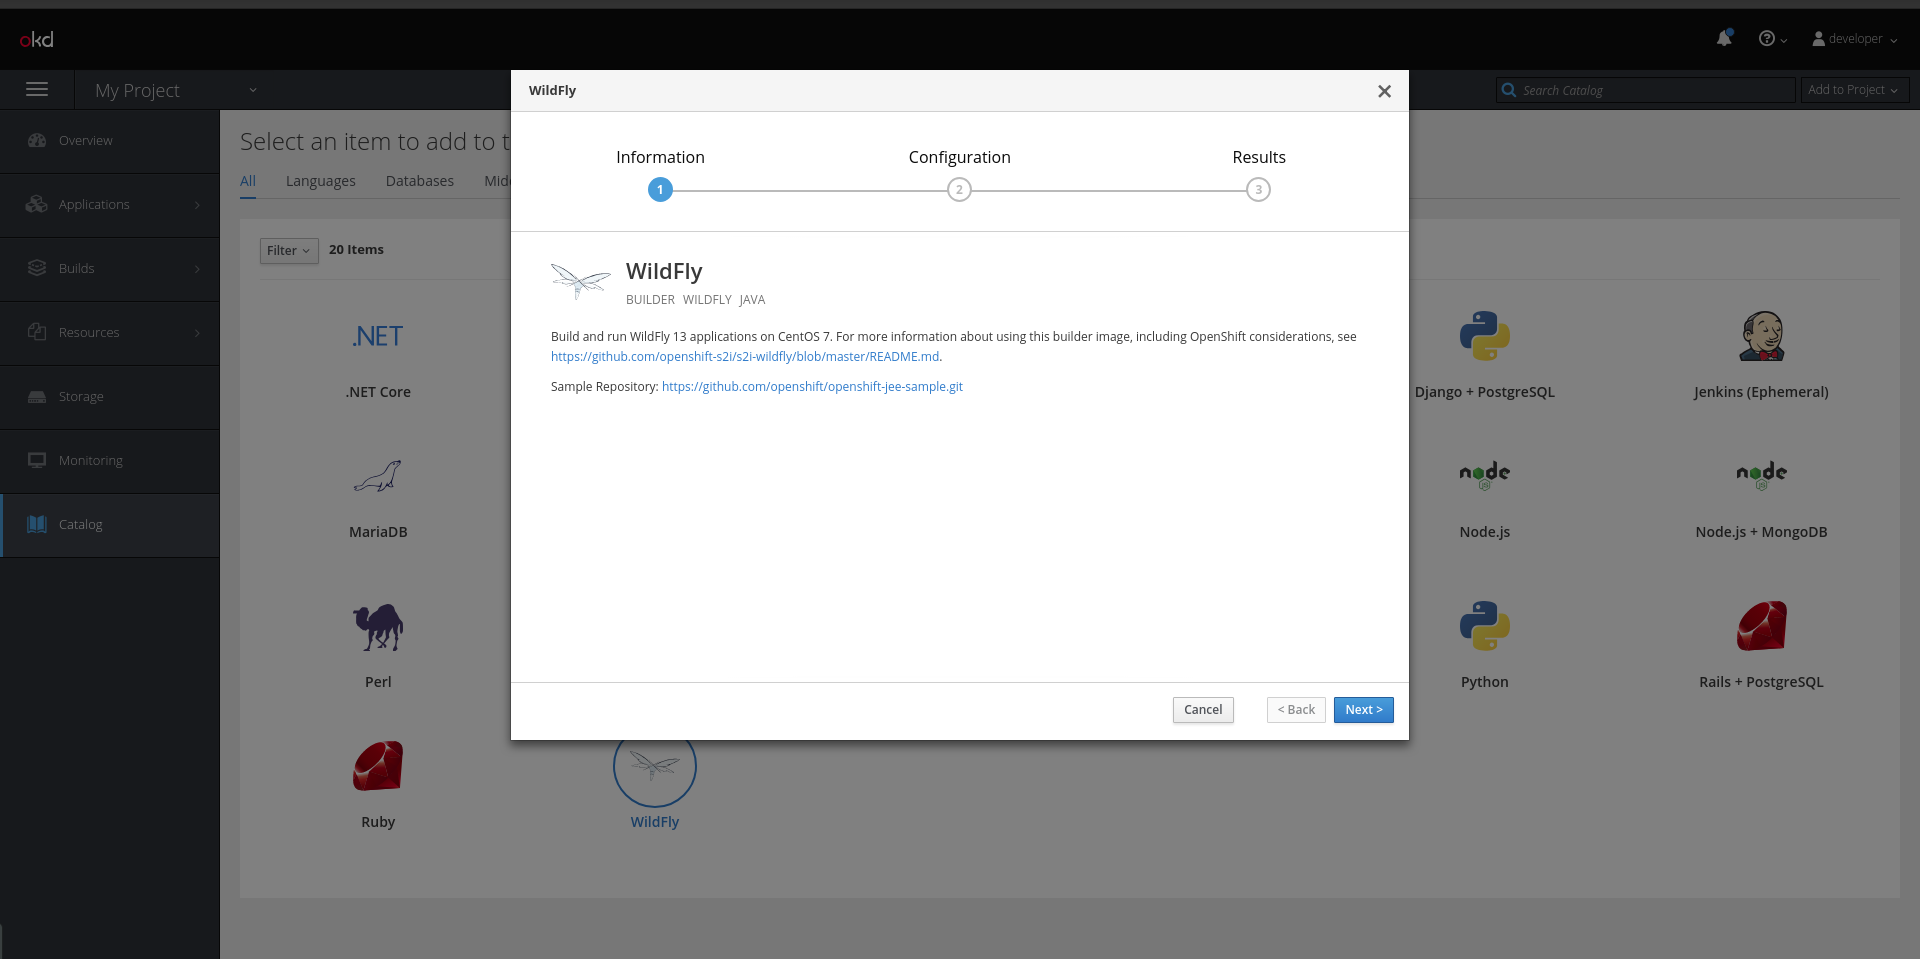 okd
developer
My Project
Search Catalog
Add to Project
Overview
Applications
Builds
Resources
Storage
Monitoring
Catalog
Select an item to add to t
All
Languages
Databases
Filter
20 Items
.NET
.NET Core
MariaDB
Perl
Ruby
WildFly
Django + PostgreSQL
Jenkins (Ephemeral)
node
JS
Node.js
node
JS
Node.js + MongoDB
Python
Rails + PostgreSQL
WildFly
Information
Configuration
Results
1
2
3
WildFly
BUILDER WILDFLY JAVA
Build and run WildFly 13 applications on CentOS 7. For more information about using this builder image, including OpenShift considerations, see
https://github.com/openshift-s2i/s2i-wildfly/blob/master/README.md.
Sample Repository: https://github.com/openshift/openshift-jee-sample.git
Cancel
< Back
Next >